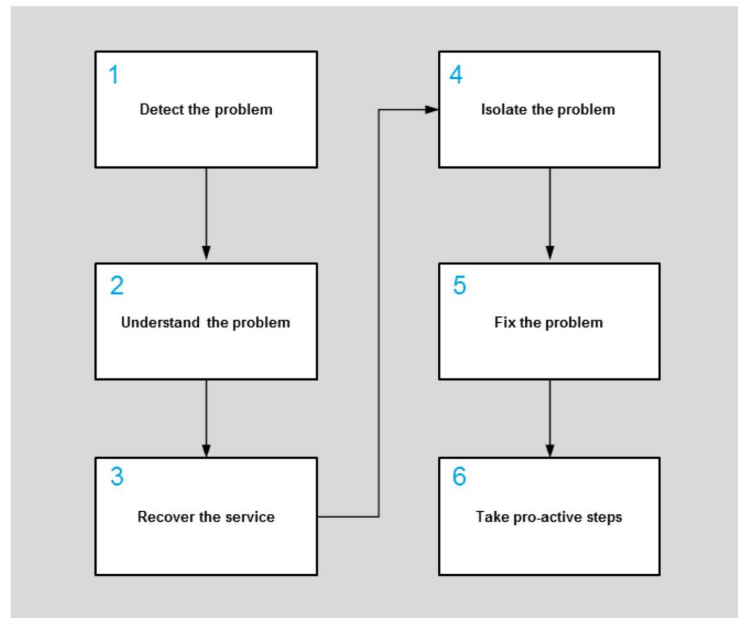 1
Detect the problem
2
Understand the problem
3
Recover the service
4
Isolate the problem
5
Fix the problem
6
Take pro-active steps